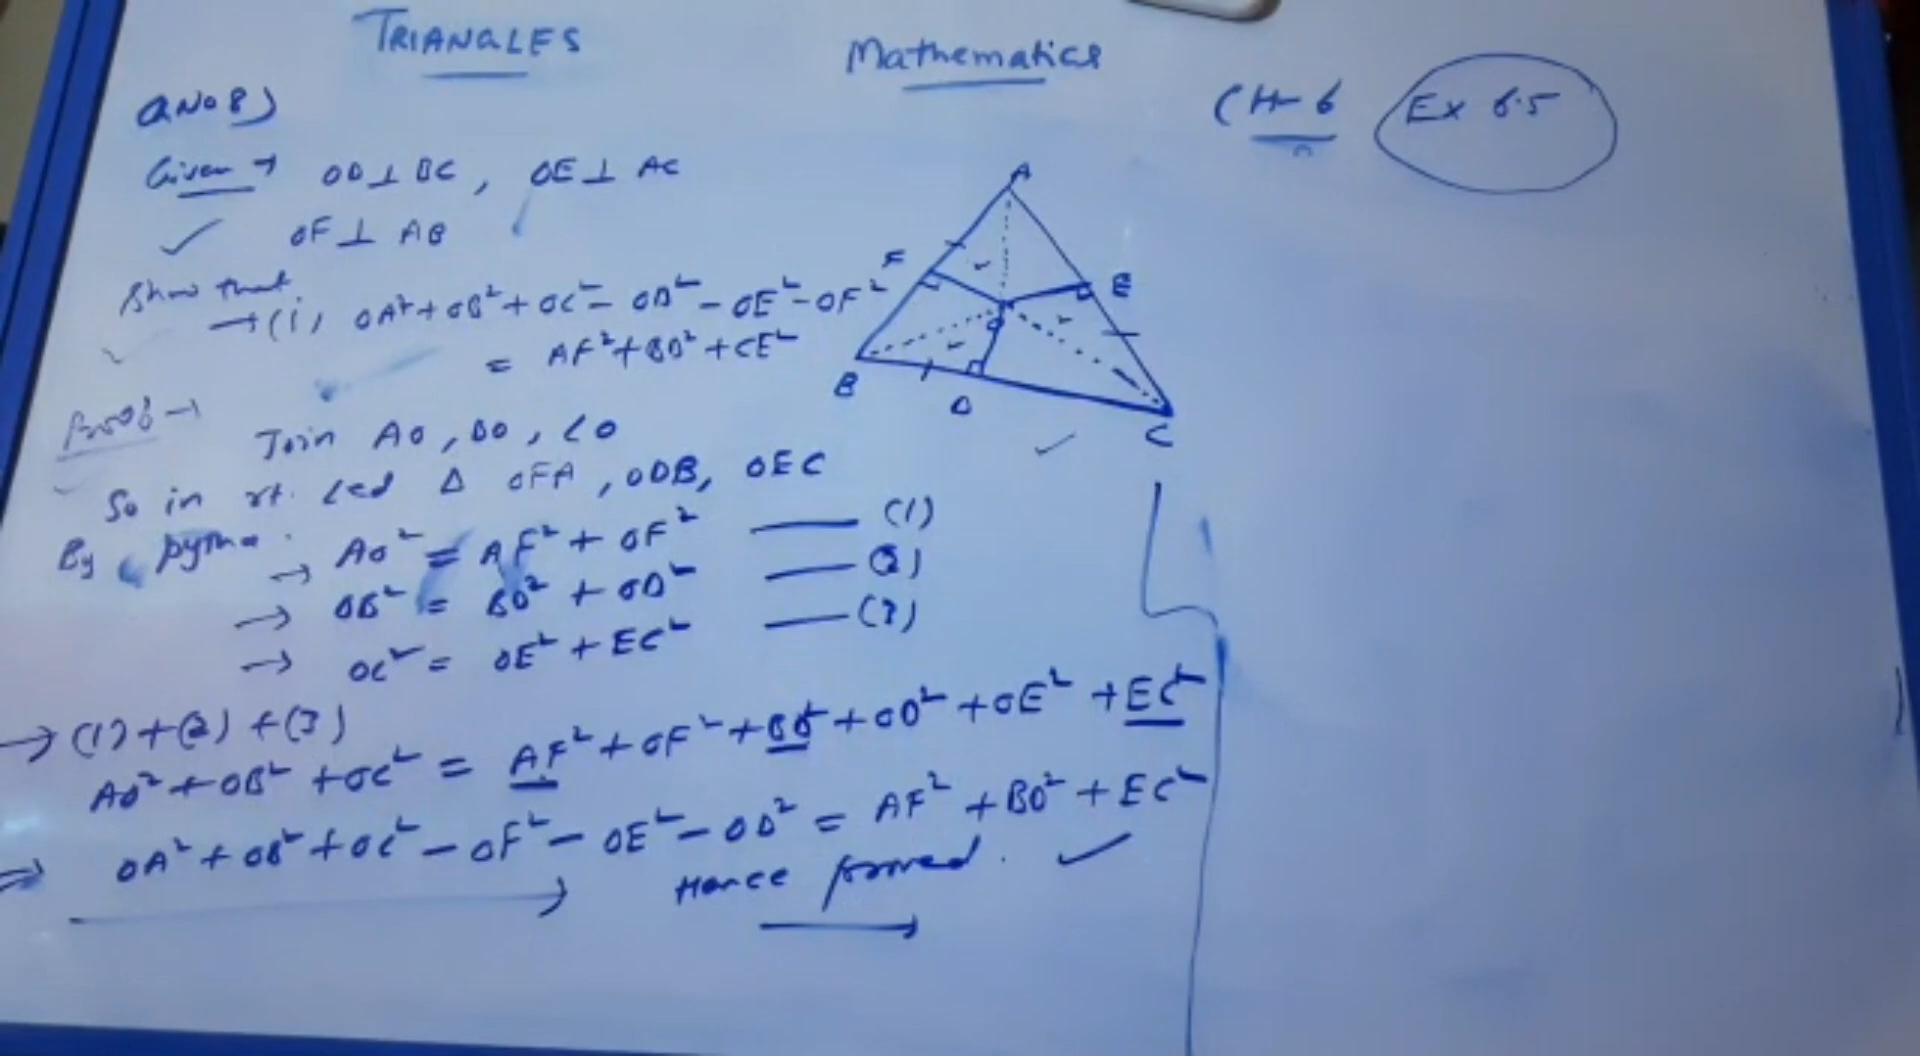 TRIANGLES
Mathematics
CH-6 Ex 6.5
QNo8)
Given → OD ⊥ BC, OE ⊥ AC
OF ⊥ AB
Show that
→ (i) OA² + OB² + OC² - OD² - OE² - OF²
= AF² + BD² + CE²
A
F
E
O
B
D
C
Proof →
Join AO, BO, CO
So in rt. ∠ed Δ OFA, ODB, OEC
By pytha.
→ AO² = AF² + OF² — (1)
→ OB² = BD² + OD² — (2)
→ OC² = OE² + EC² — (3)
→ (1) + (2) + (3)
AO² + OB² + OC² = AF² + OF² + BD² + OD² + OE² + EC²
⇒ OA² + OB² + OC² - OF² - OE² - OD² = AF² + BD² + EC²
Hence proved.